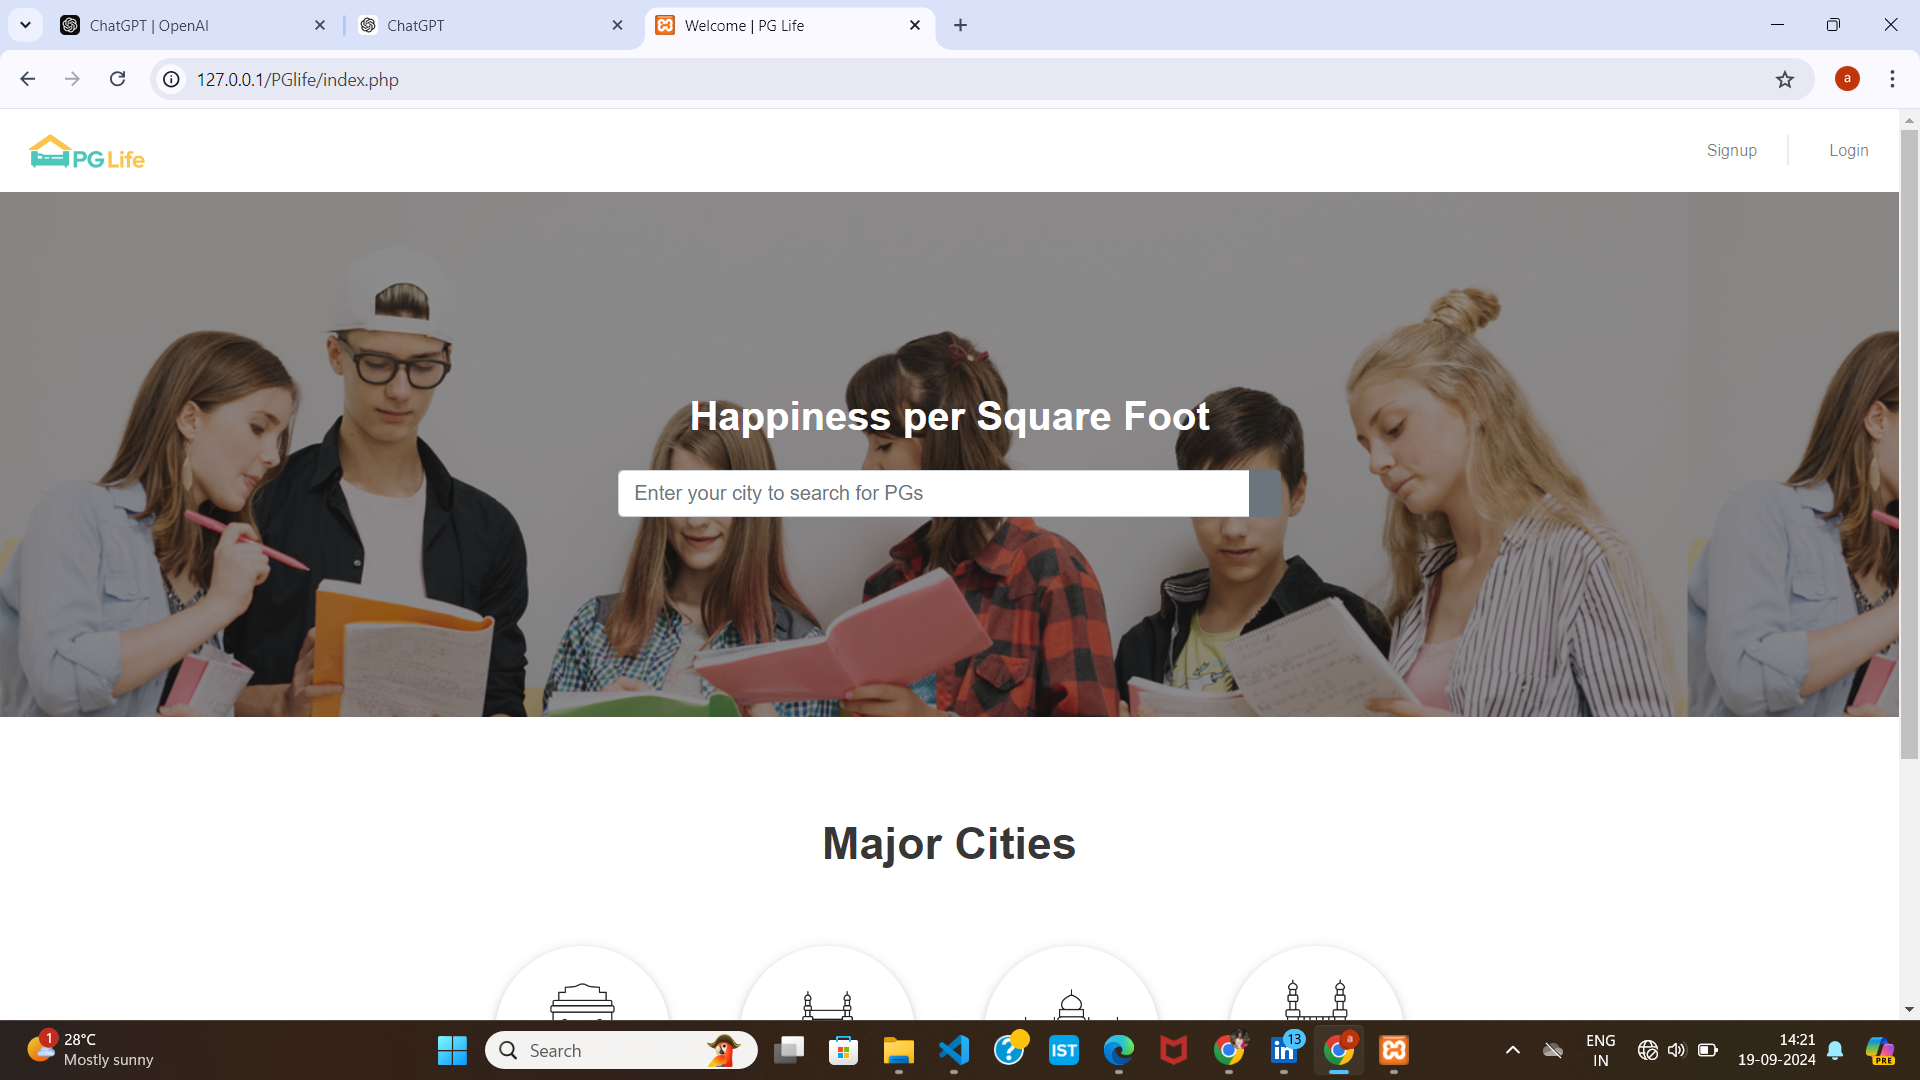 ChatGPT | OpenAI
ChatGPT
Welcome | PG Life
127.0.0.1/PGlife/index.php
a
PG Life
Signup
Login
Happiness per Square Foot
Enter your city to search for PGs
Major Cities
1
28°C
Mostly sunny
Search
IST
13
a
ENG
IN
14:21
19-09-2024
PRE